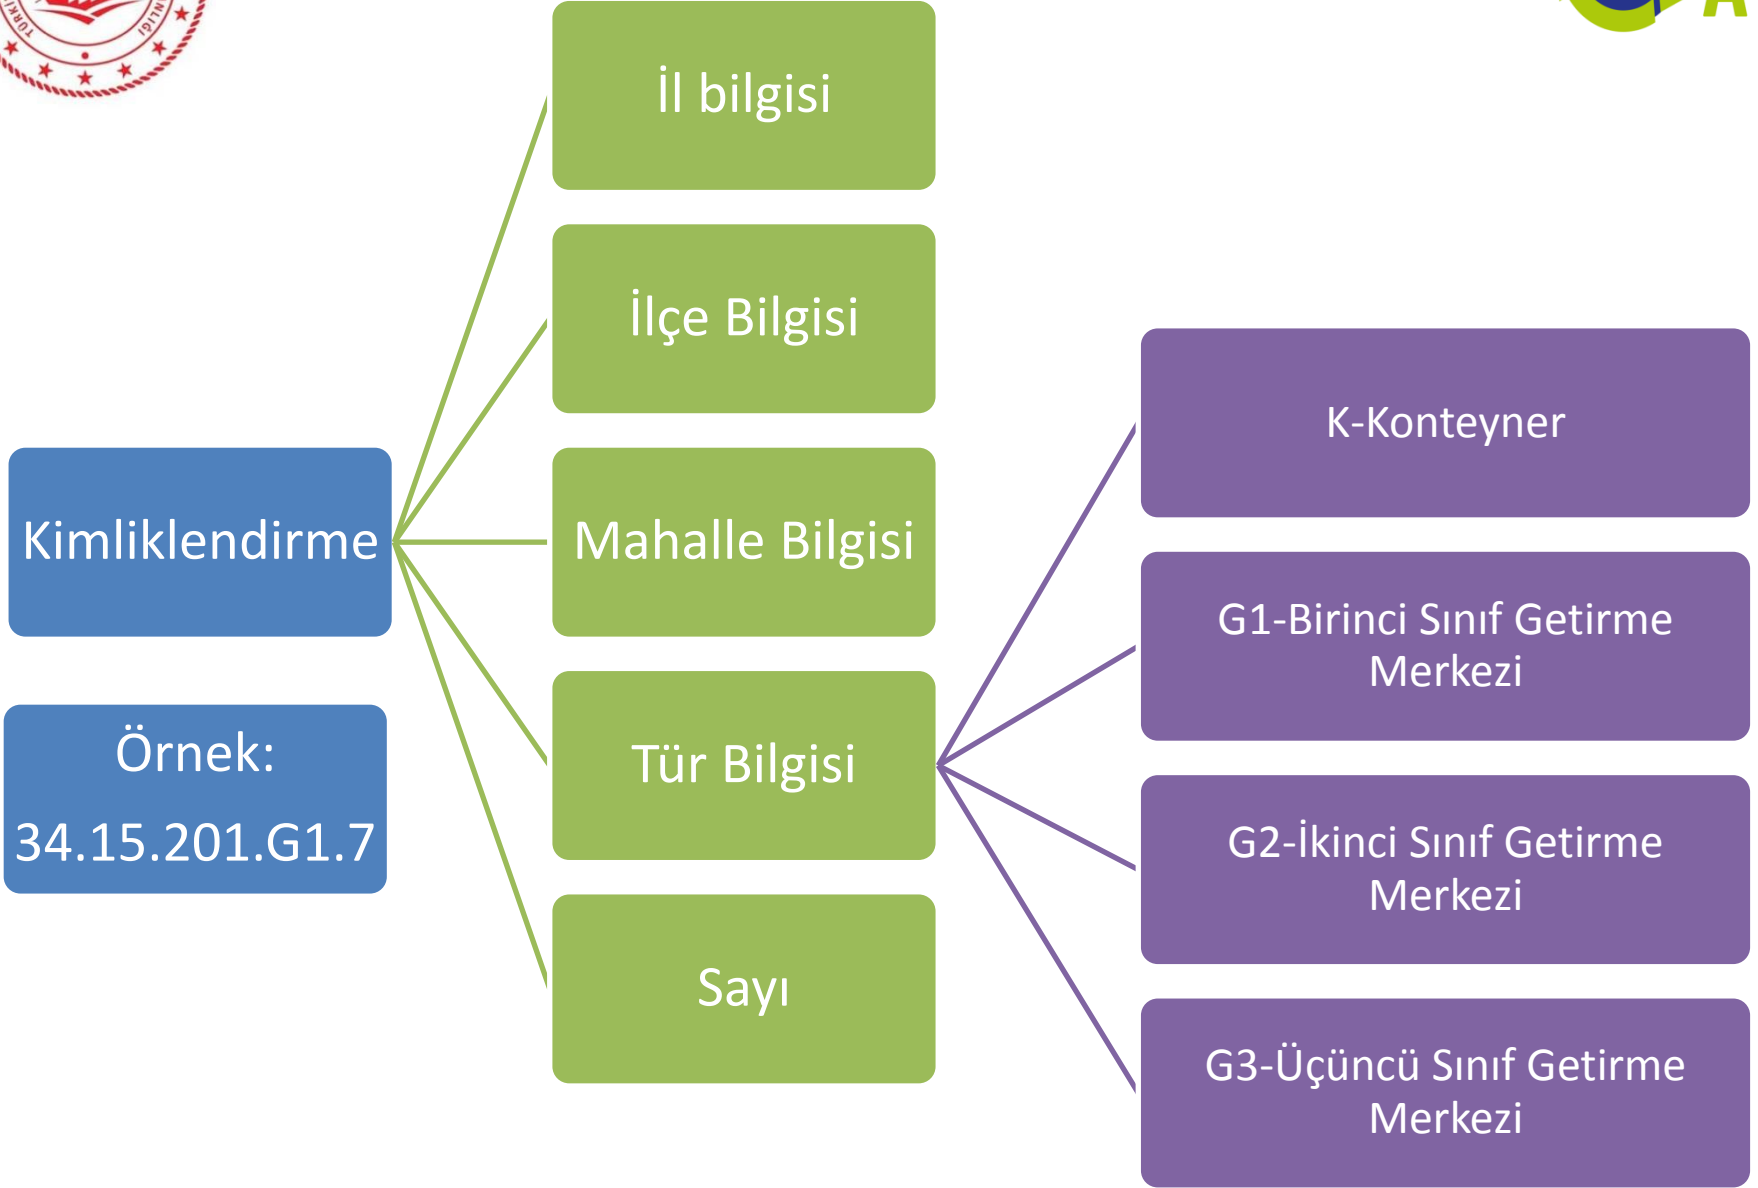 İl bilgisi
İlçe Bilgisi
Kimliklendirme
Mahalle Bilgisi
Tür Bilgisi
Sayı
Örnek:
34.15.201.G1.7
K-Konteyner
G1-Birinci Sınıf Getirme
Merkezi
G2-İkinci Sınıf Getirme
Merkezi
G3-Üçüncü Sınıf Getirme
Merkezi